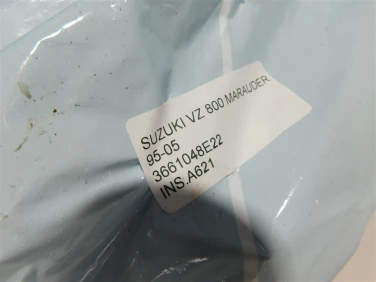 SUZUKI VZ 800 MARAUDER
95-05
3661048E22
INS.A621